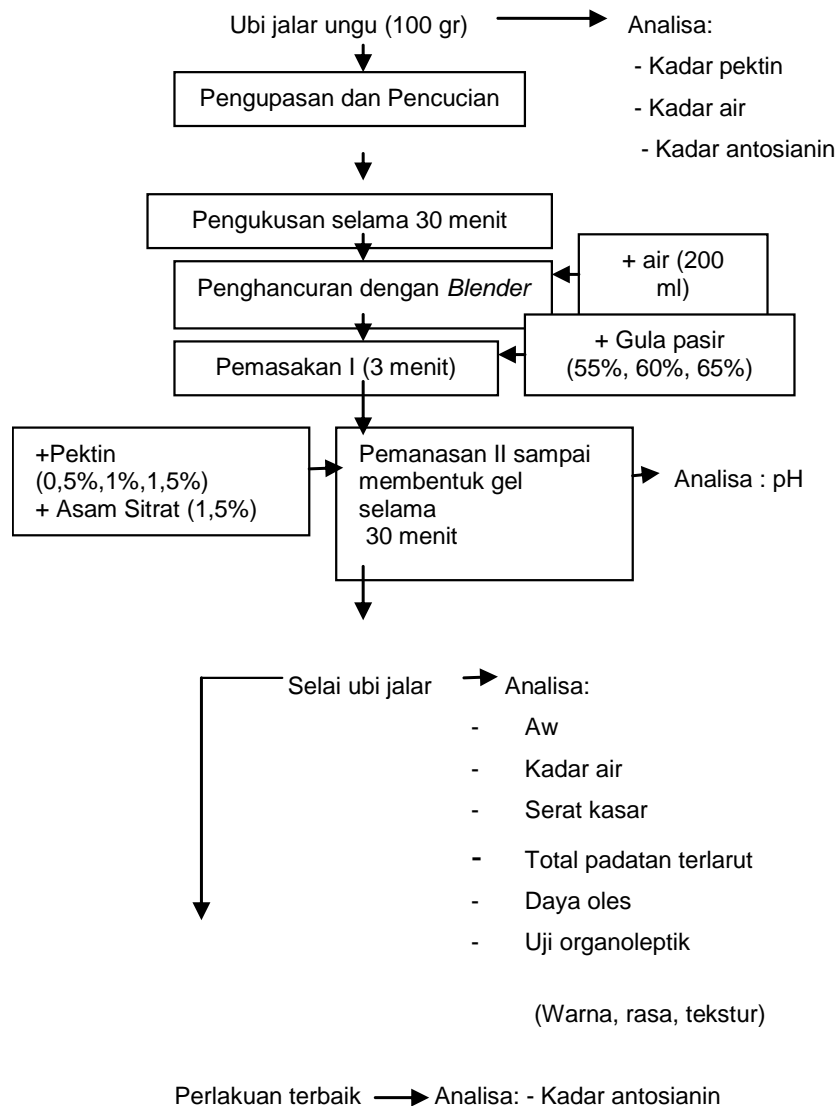 Ubi jalar ungu (100 gr)
Analisa:
- Kadar pektin
- Kadar air
- Kadar antosianin
Pengupasan dan Pencucian
Pengukusan selama 30 menit
Penghancuran dengan Blender
+ air (200
ml)
Pemasakan I (3 menit)
+ Gula pasir
(55%, 60%, 65%)
+Pektin
(0,5%,1%,1,5%)
+ Asam Sitrat (1,5%)
Pemanasan II sampai
membentuk gel
selama
30 menit
Analisa : pH
Selai ubi jalar
Analisa:
- Aw
- Kadar air
- Serat kasar
- Total padatan terlarut
- Daya oles
- Uji organoleptik
(Warna, rasa, tekstur)
Perlakuan terbaik
Analisa: - Kadar antosianin